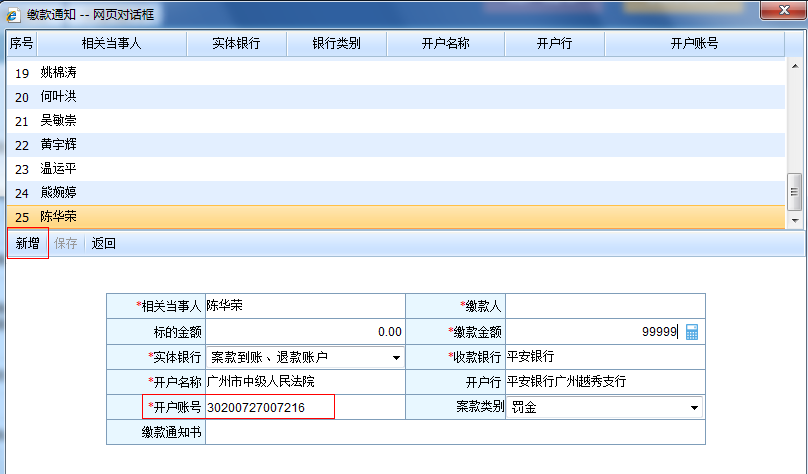 缴款通知 -- 网页对话框
序号 相关当事人 实体银行 银行类别 开户名称 开户行 开户账号
19 姚棉涛
20 何叶洪
21 吴敏崇
22 黄宇辉
23 温运平
24 熊婉婷
25 陈华荣
新增 保存 返回
*相关当事人 陈华荣 *缴款人
标的金额 0.00 *缴款金额 99999
*实体银行 案款到账、退款账户 *收款银行 平安银行
*开户名称 广州市中级人民法院 开户行 平安银行广州越秀支行
*开户账号 30200727007216 案款类别 罚金
缴款通知书